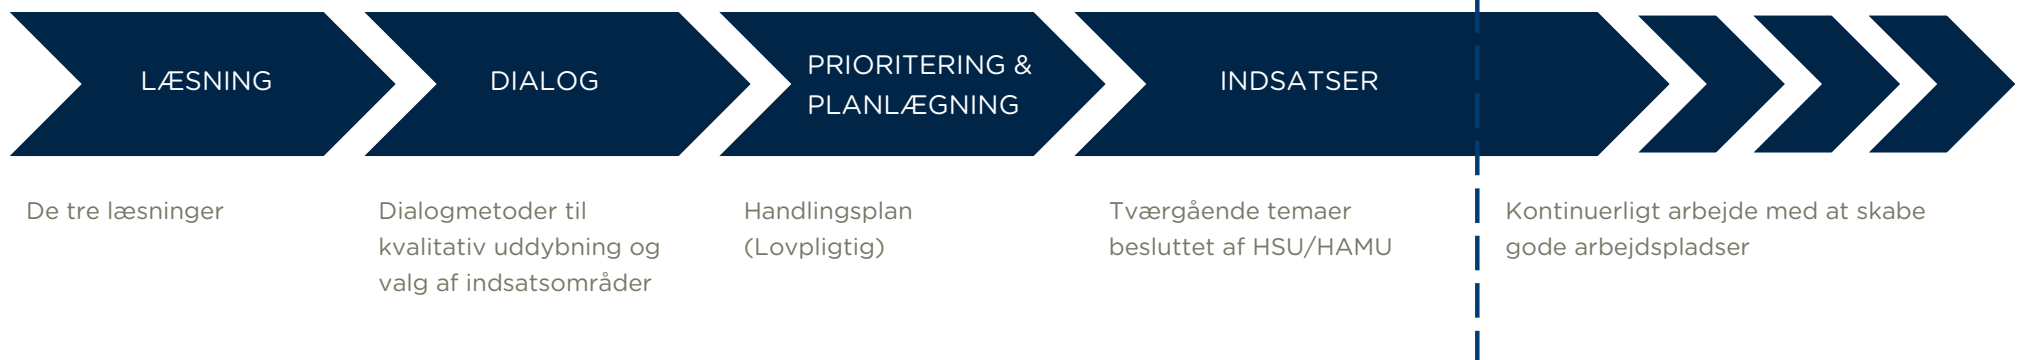 LÆSNING
DIALOG
PRIORITERING &
PLANLÆGNING
INDSATSER
De tre læsninger
Dialogmetoder til
kvalitativ uddybning og
valg af indsatsområder
Handlingsplan
(Lovpligtig)
Tværgående temaer
besluttet af HSU/HAMU
Kontinuerligt arbejde med at skabe
gode arbejdspladser